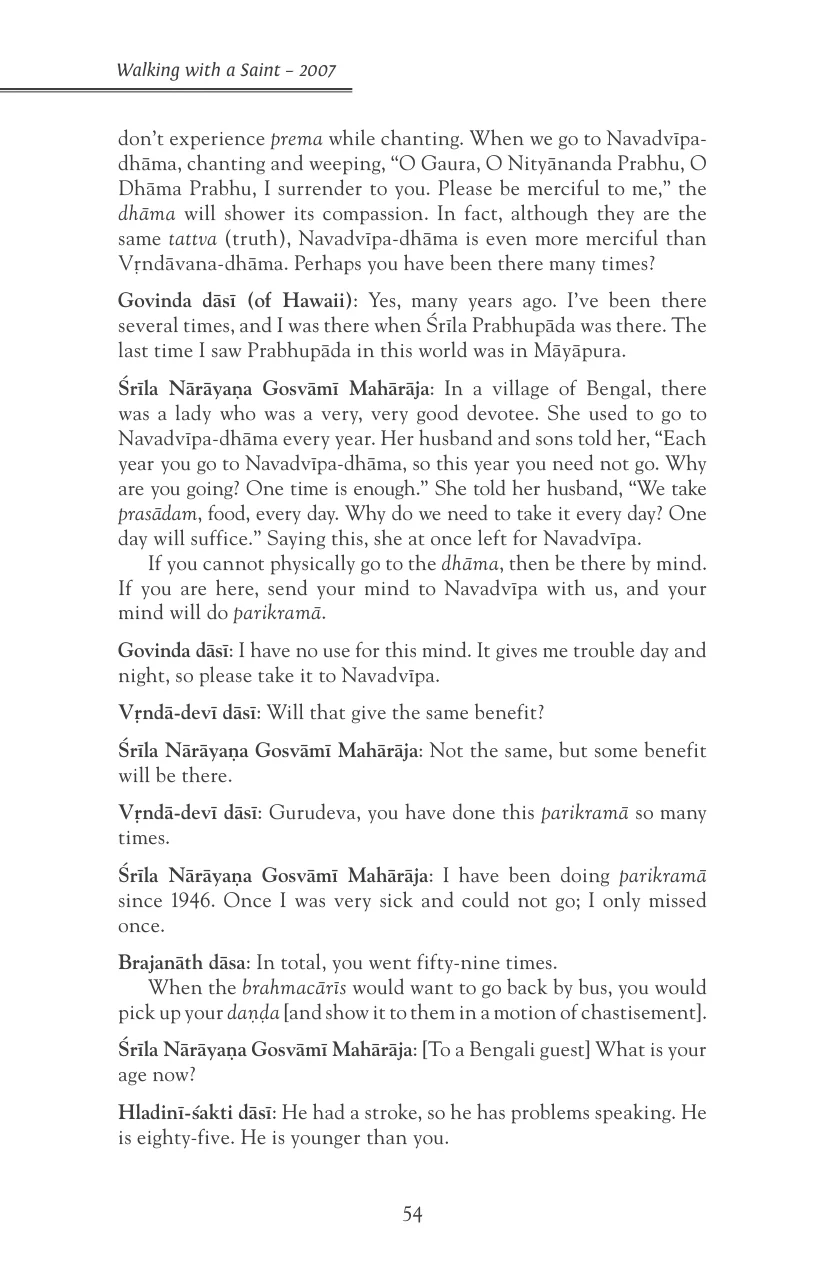 Walking with a Saint – 2007
don’t experience prema while chanting. When we go to Navadvīpa-
dhāma, chanting and weeping, “O Gaura, O Nityānanda Prabhu, O
Dhāma Prabhu, I surrender to you. Please be merciful to me,” the
dhāma will shower its compassion. In fact, although they are the
same tattva (truth), Navadvīpa-dhāma is even more merciful than
Vṛndāvana-dhāma. Perhaps you have been there many times?
Govinda dāsī (of Hawaii): Yes, many years ago. I’ve been there
several times, and I was there when Śrīla Prabhupāda was there. The
last time I saw Prabhupāda in this world was in Māyāpura.
Śrīla Nārāyaṇa Gosvāmī Mahārāja: In a village of Bengal, there
was a lady who was a very, very good devotee. She used to go to
Navadvīpa-dhāma every year. Her husband and sons told her, “Each
year you go to Navadvīpa-dhāma, so this year you need not go. Why
are you going? One time is enough.” She told her husband, “We take
prasādam, food, every day. Why do we need to take it every day? One
day will suffice.” Saying this, she at once left for Navadvīpa.
If you cannot physically go to the dhāma, then be there by mind.
If you are here, send your mind to Navadvīpa with us, and your
mind will do parikramā.
Govinda dāsī: I have no use for this mind. It gives me trouble day and
night, so please take it to Navadvīpa.
Vṛndā-devī dāsī: Will that give the same benefit?
Śrīla Nārāyaṇa Gosvāmī Mahārāja: Not the same, but some benefit
will be there.
Vṛndā-devī dāsī: Gurudeva, you have done this parikramā so many
times.
Śrīla Nārāyaṇa Gosvāmī Mahārāja: I have been doing parikramā
since 1946. Once I was very sick and could not go; I only missed
once.
Brajanāth dāsa: In total, you went fifty-nine times.
When the brahmacārīs would want to go back by bus, you would
pick up your daṇḍa [and show it to them in a motion of chastisement].
Śrīla Nārāyaṇa Gosvāmī Mahārāja: [To a Bengali guest] What is your
age now?
Hladinī-śakti dāsī: He had a stroke, so he has problems speaking. He
is eighty-five. He is younger than you.
54